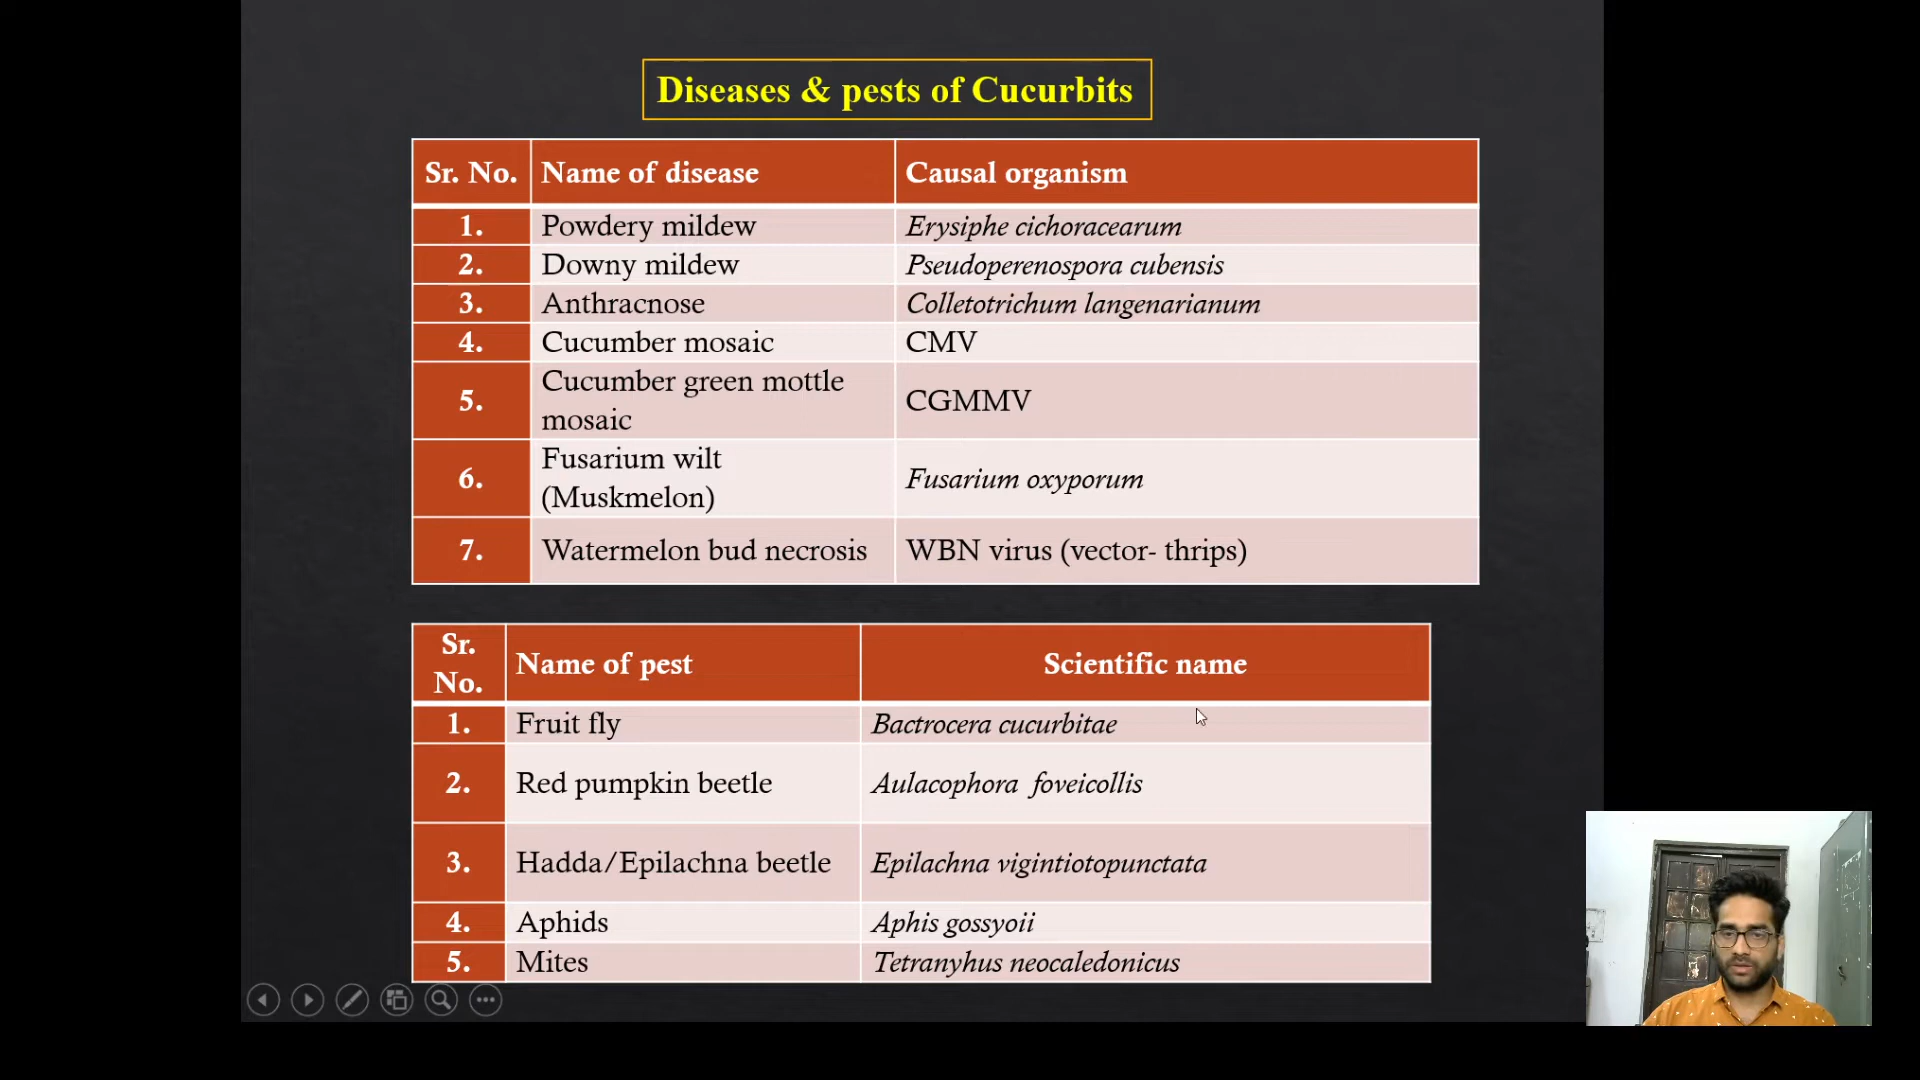 Diseases & pests of Cucurbits
Sr. No. Name of disease Causal organism
1. Powdery mildew Erysiphe cichoracearum
2. Downy mildew Pseudoperenospora cubensis
3. Anthracnose Colletotrichum langenarianum
4. Cucumber mosaic CMV
5. Cucumber green mottle
mosaic CGMMV
6. Fusarium wilt
(Muskmelon) Fusarium oxyporum
7. Watermelon bud necrosis WBN virus (vector- thrips)
Sr.
No. Name of pest Scientific name
1. Fruit fly Bactrocera cucurbitae
2. Red pumpkin beetle Aulacophora foveicollis
3. Hadda/Epilachna beetle Epilachna vigintiotopunctata
4. Aphids Aphis gossyoii
5. Mites Tetranyhus neocaledonicus